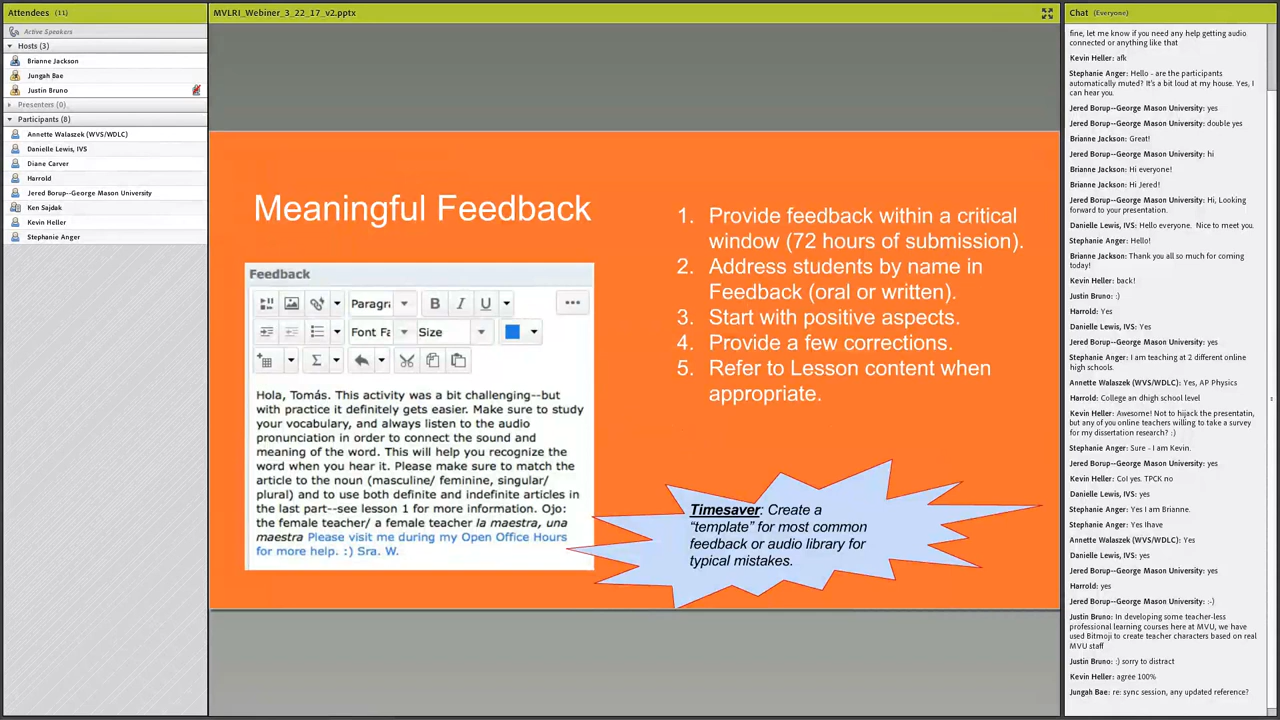 Attendees (11)
Active Speakers
Hosts (3)
Brianne Jackson
Jungah Bae
Justin Bruno
Presenters (0)
Participants (8)
Annette Walaszek (WVS/WDLC)
Danielle Lewis, IVS
Diane Carver
Harrold
Jered Borup--George Mason University
Ken Sajdak
Kevin Heller
Stephanie Anger
MVLRI_Webiner_3_22_17_v2.pptx
Meaningful Feedback
Feedback
Paragr
B I U
Font Fa
Size
Σ
Hola, Tomás. This activity was a bit challenging--but
with practice it definitely gets easier. Make sure to study
your vocabulary, and always listen to the audio
pronunciation in order to connect the sound and
meaning of the word. This will help you recognize the
word when you hear it. Please make sure to match the
article to the noun (masculine/ feminine, singular/
plural) and to use both definite and indefinite articles in
the last part--see lesson 1 for more information. Ojo:
the female teacher/ a female teacher la maestra, una
maestra Please visit me during my Open Office Hours
for more help. :) Sra. W.
1. Provide feedback within a critical
window (72 hours of submission).
2. Address students by name in
Feedback (oral or written).
3. Start with positive aspects.
4. Provide a few corrections.
5. Refer to Lesson content when
appropriate.
Timesaver: Create a
“template” for most common
feedback or audio library for
typical mistakes.
Chat (Everyone)
fine, let me know if you need any help getting audio
connected or anything like that
Kevin Heller: afk
Stephanie Anger: Hello - are the participants
automatically muted? It's a bit loud at my house. Yes, I
can hear you.
Jered Borup--George Mason University: yes
Jered Borup--George Mason University: double yes
Brianne Jackson: Great!
Jered Borup--George Mason University: hi
Brianne Jackson: Hi everyone!
Brianne Jackson: Hi Jered!
Jered Borup--George Mason University: Hi, Looking
forward to your presentation.
Danielle Lewis, IVS: Hello everyone. Nice to meet you.
Stephanie Anger: Hello!
Brianne Jackson: Thank you all so much for coming
today!
Kevin Heller: back!
Justin Bruno: :)
Harrold: Yes
Danielle Lewis, IVS: Yes
Jered Borup--George Mason University: yes
Stephanie Anger: I am teaching at 2 different online
high schools.
Annette Walaszek (WVS/WDLC): Yes, AP Physics
Harrold: College an dhigh school level
Kevin Heller: Awesome! Not to hijack the presentatin,
but any of you online teachers willing to take a survey
for my dissertation research? :)
Stephanie Anger: Sure - I am Kevin.
Jered Borup--George Mason University: yes
Kevin Heller: Col yes. TPCK no
Danielle Lewis, IVS: yes
Stephanie Anger: Yes I am Brianne.
Stephanie Anger: Yes Ihave
Annette Walaszek (WVS/WDLC): Yes
Danielle Lewis, IVS: yes
Jered Borup--George Mason University: yes
Harrold: yes
Jered Borup--George Mason University: :-)
Justin Bruno: In developing some teacher-less
professional learning courses here at MVU, we have
used Bitmoji to create teacher characters based on real
MVU staff
Justin Bruno: :) sorry to distract
Kevin Heller: agree 100%
Jungah Bae: re: sync session, any updated reference?